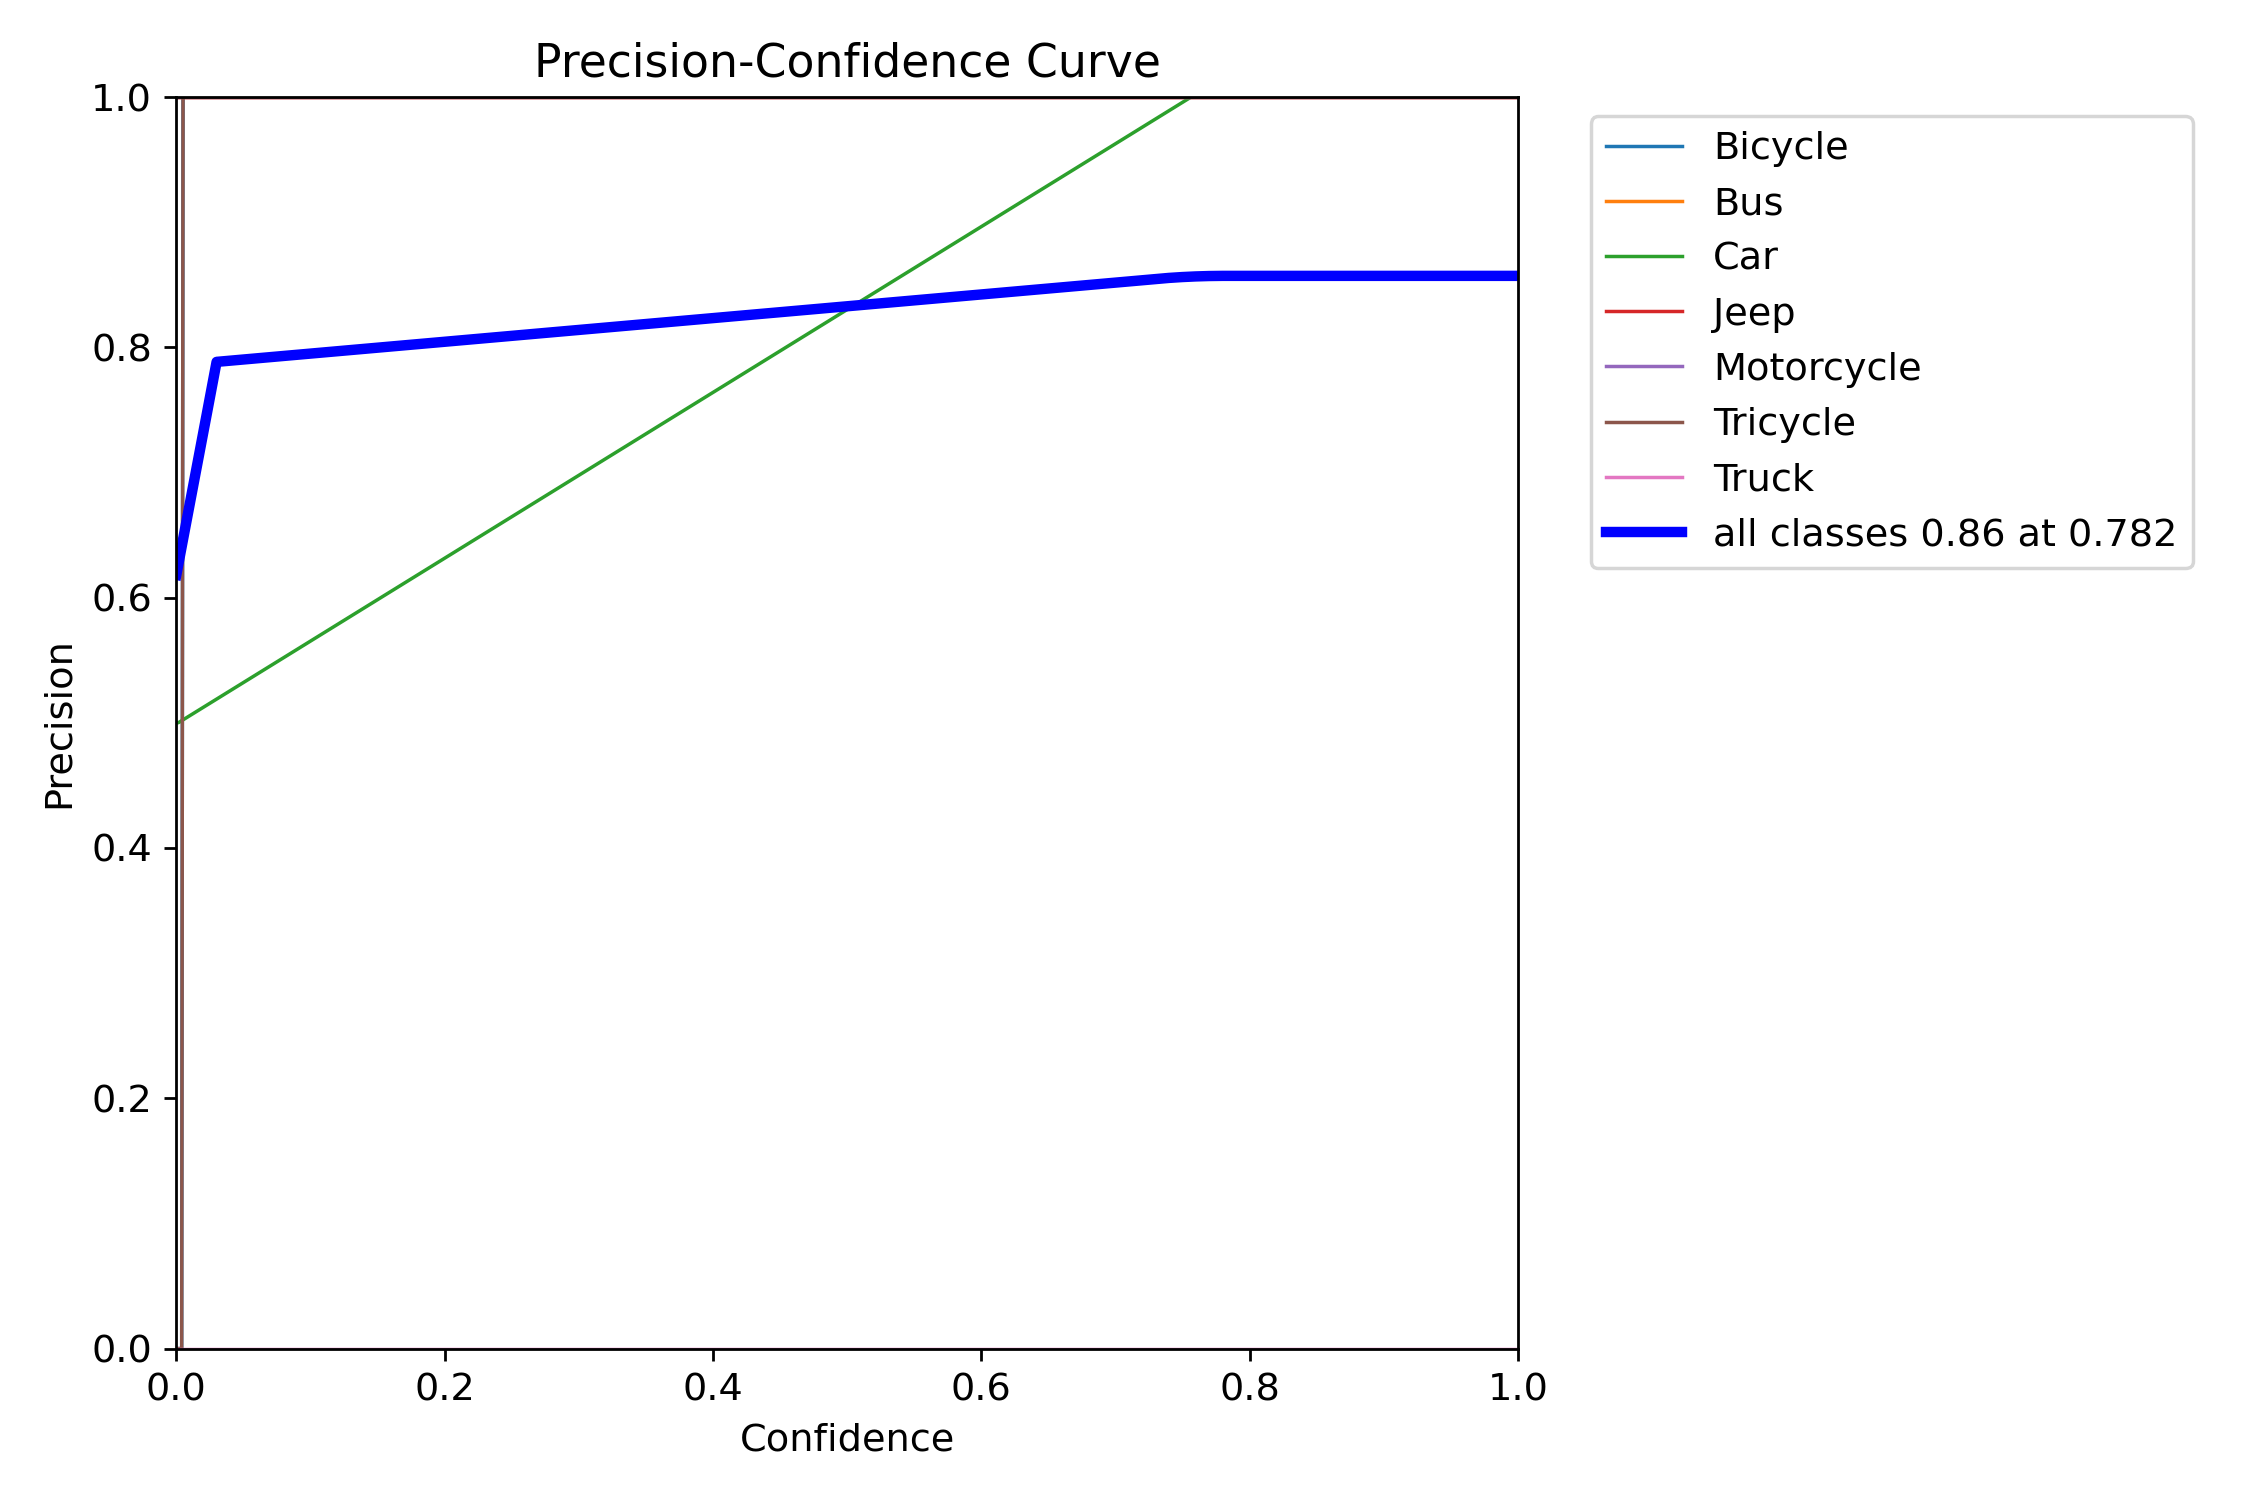 Precision-Confidence Curve
1.0
0.8
0.6
0.4
0.2
0.0
Precision
0.0 0.2 0.4 0.6 0.8 1.0
Confidence
Bicycle
Bus
Car
Jeep
Motorcycle
Tricycle
Truck
all classes 0.86 at 0.782